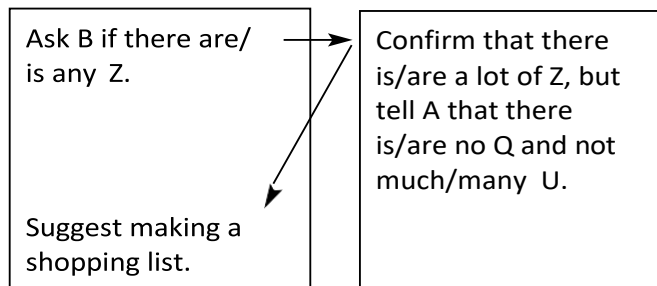 Ask B if there are/
is any Z.
Suggest making a
shopping list.
Confirm that there
is/are a lot of Z, but
tell A that there
is/are no Q and not
much/many U.